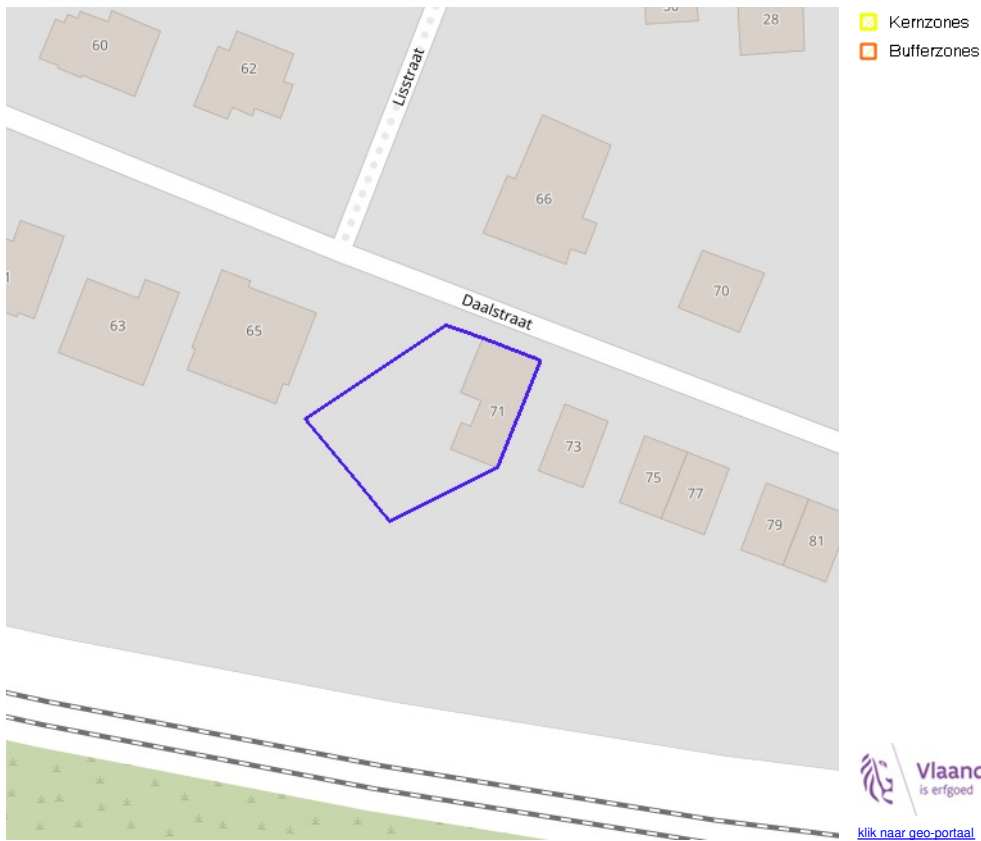 60
62
Lisstraat
28
66
70
Daalstraat
63
65
71
73
75
77
79
81
Kernzones
Bufferzones
is erfgoed
klik naar geo-portaal